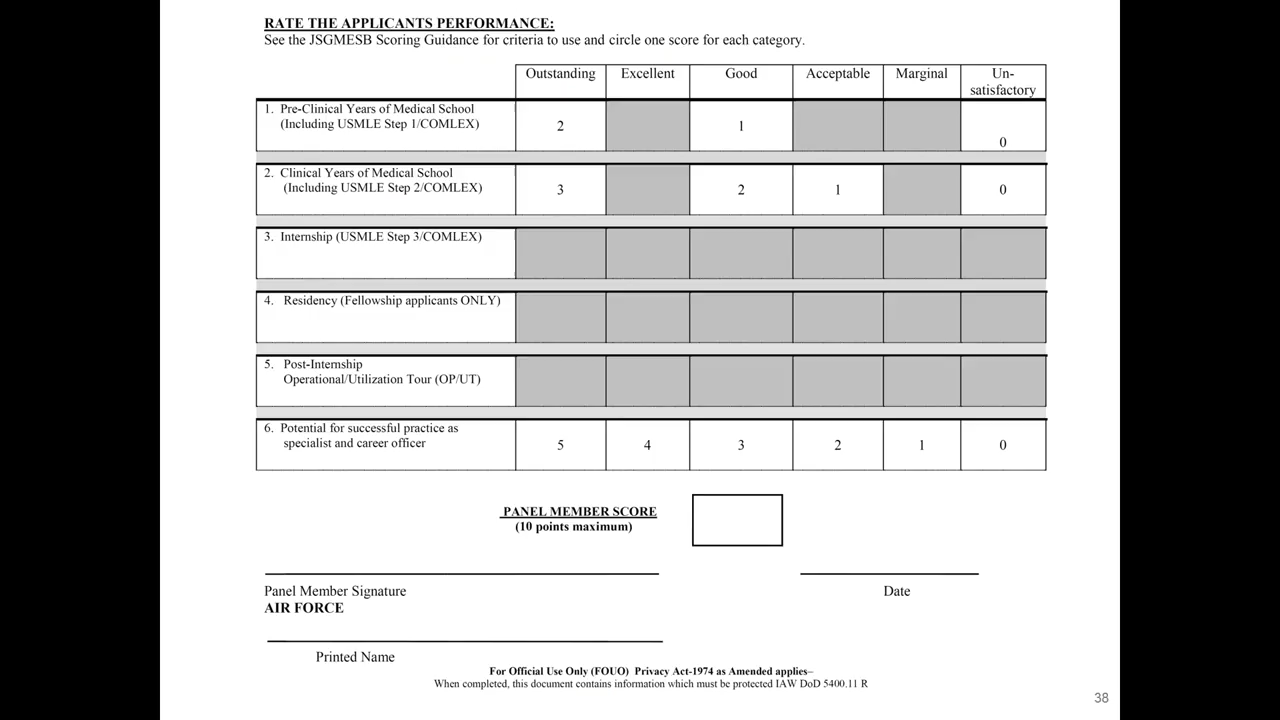 RATE THE APPLICANTS PERFORMANCE:
See the JSGMESB Scoring Guidance for criteria to use and circle one score for each category.
Outstanding Excellent Good Acceptable Marginal Un-
satisfactory
1. Pre-Clinical Years of Medical School
(Including USMLE Step 1/COMLEX)
2 1 0
2. Clinical Years of Medical School
(Including USMLE Step 2/COMLEX)
3 2 1 0
3. Internship (USMLE Step 3/COMLEX)
4. Residency (Fellowship applicants ONLY)
5. Post-Internship
Operational/Utilization Tour (OP/UT)
6. Potential for successful practice as
specialist and career officer
5 4 3 2 1 0
PANEL MEMBER SCORE
(10 points maximum)
Panel Member Signature Date
AIR FORCE
Printed Name
For Official Use Only (FOUO) Privacy Act-1974 as Amended applies–
When completed, this document contains information which must be protected IAW DoD 5400.11 R
38